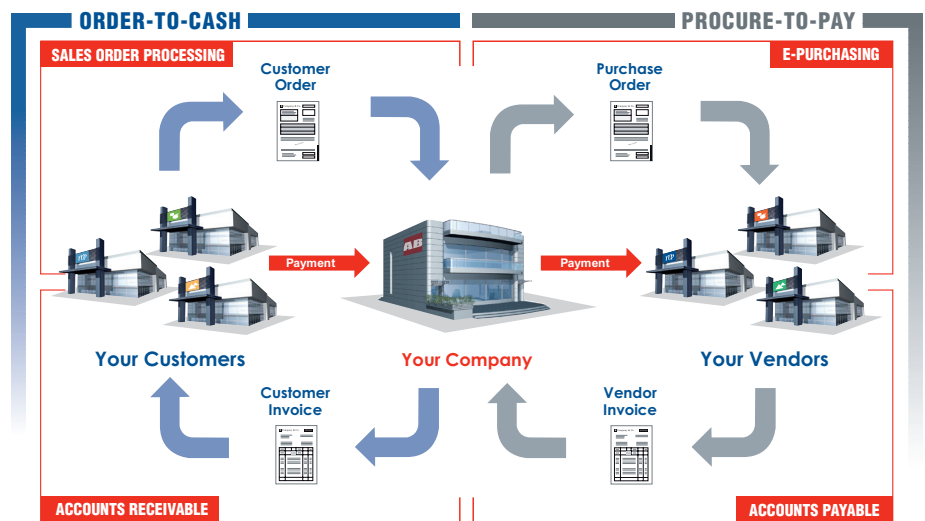 ORDER-TO-CASH
PROCURE-TO-PAY
SALES ORDER PROCESSING
E-PURCHASING
Customer
Order
Purchase
Order
AB
Payment
Payment
Your Customers
Your Company
Your Vendors
Customer
Invoice
Vendor
Invoice
ACCOUNTS RECEIVABLE
ACCOUNTS PAYABLE